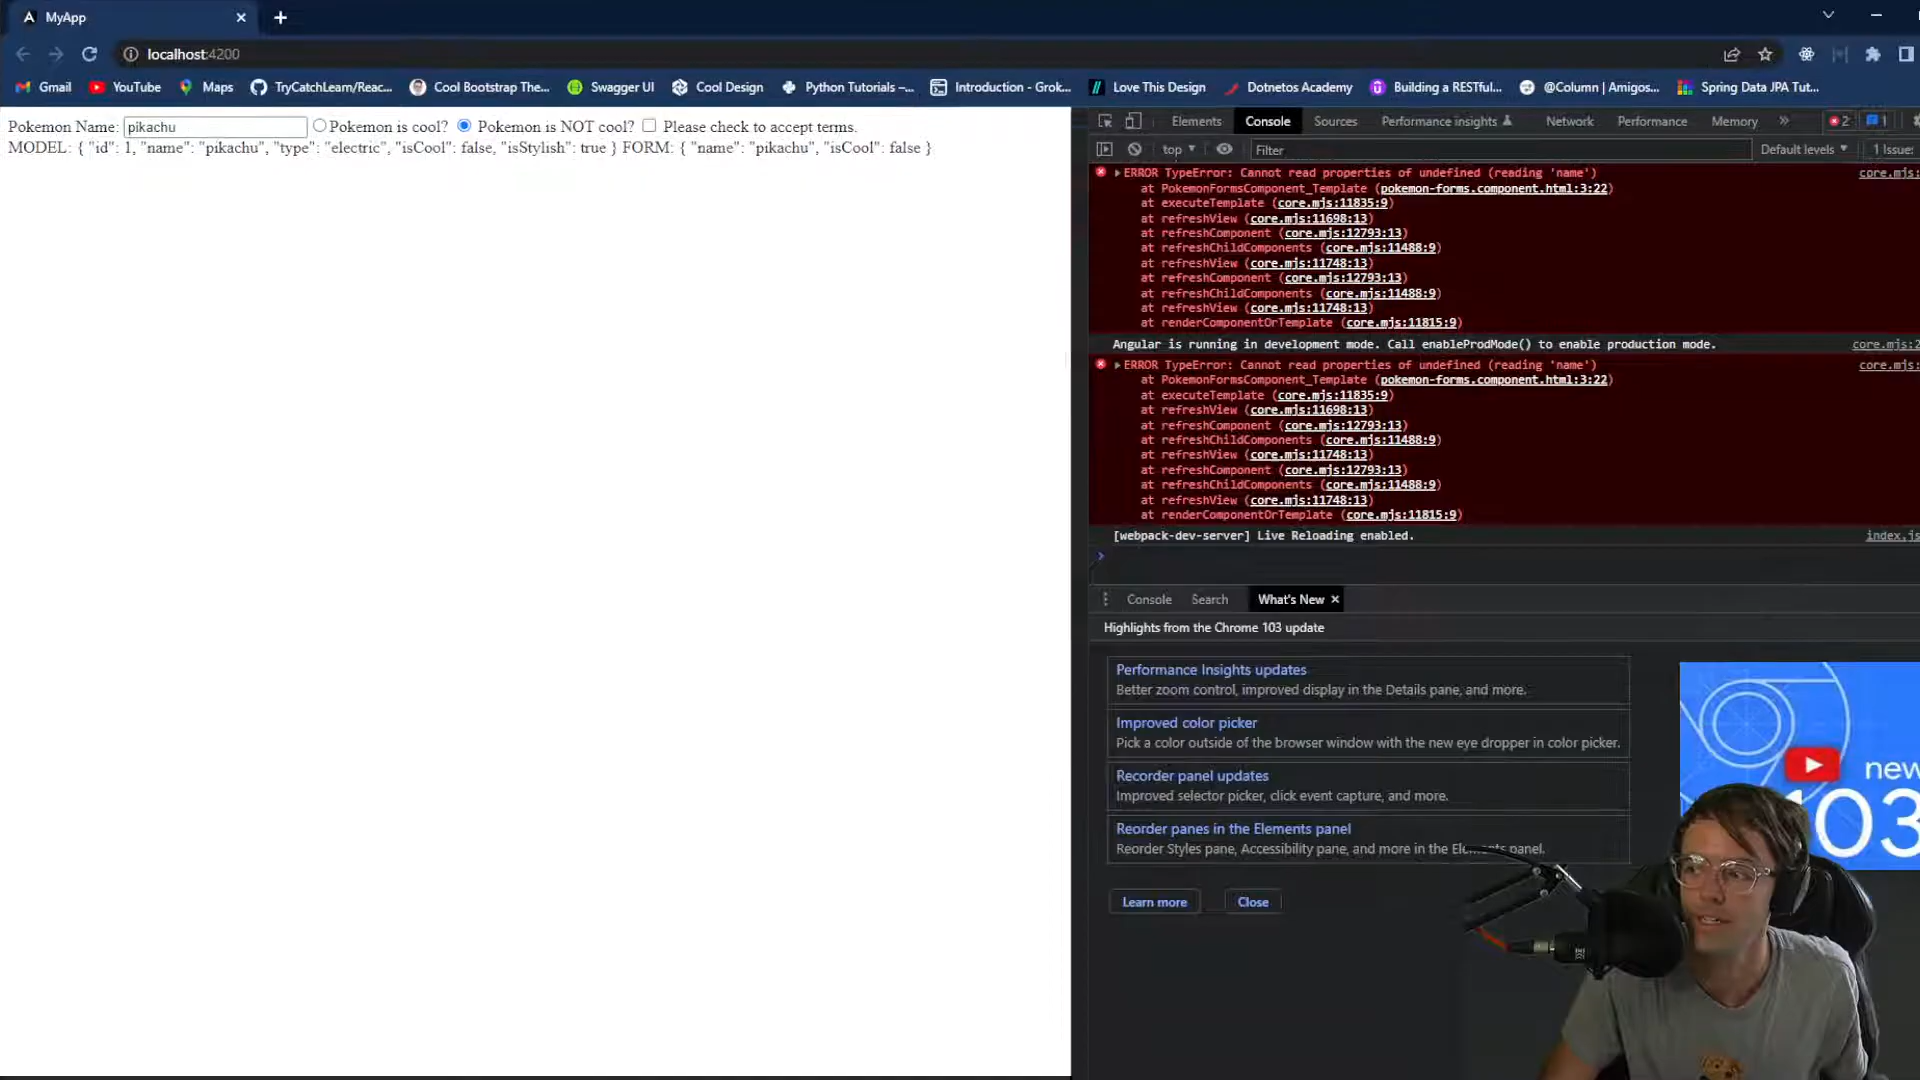 MyApp
localhost:4200
Gmail
YouTube
Maps
TryCatchLearn/Reac...
Cool Bootstrap The...
Swagger UI
Cool Design
Python Tutorials –...
Introduction - Grok...
Love This Design
Dotnetos Academy
Building a RESTful...
@Column | Amigos...
Spring Data JPA Tut...
Pokemon Name: pikachu Pokemon is cool? Pokemon is NOT cool? Please check to accept terms.
MODEL: { "id": 1, "name": "pikachu", "type": "electric", "isCool": false, "isStylish": true } FORM: { "name": "pikachu", "isCool": false }
Elements Console Sources Performance insights Network Performance Memory » 2 1
top Filter Default levels 1 Issue:
ERROR TypeError: Cannot read properties of undefined (reading 'name') core.mjs:
at PokemonFormsComponent_Template (pokemon-forms.component.html:3:22)
at executeTemplate (core.mjs:11835:9)
at refreshView (core.mjs:11698:13)
at refreshComponent (core.mjs:12793:13)
at refreshChildComponents (core.mjs:11488:9)
at refreshView (core.mjs:11748:13)
at refreshComponent (core.mjs:12793:13)
at refreshChildComponents (core.mjs:11488:9)
at refreshView (core.mjs:11748:13)
at renderComponentOrTemplate (core.mjs:11815:9)
Angular is running in development mode. Call enableProdMode() to enable production mode. core.mjs:2
ERROR TypeError: Cannot read properties of undefined (reading 'name') core.mjs:
at PokemonFormsComponent_Template (pokemon-forms.component.html:3:22)
at executeTemplate (core.mjs:11835:9)
at refreshView (core.mjs:11698:13)
at refreshComponent (core.mjs:12793:13)
at refreshChildComponents (core.mjs:11488:9)
at refreshView (core.mjs:11748:13)
at refreshComponent (core.mjs:12793:13)
at refreshChildComponents (core.mjs:11488:9)
at refreshView (core.mjs:11748:13)
at renderComponentOrTemplate (core.mjs:11815:9)
[webpack-dev-server] Live Reloading enabled. index.js
Console Search What's New
Highlights from the Chrome 103 update
Performance Insights updates
Better zoom control, improved display in the Details pane, and more.
Improved color picker
Pick a color outside of the browser window with the new eye dropper in color picker.
Recorder panel updates
Improved selector picker, click event capture, and more.
Reorder panes in the Elements panel
Reorder Styles pane, Accessibility pane, and more in the Elements panel.
Learn more Close
new
103